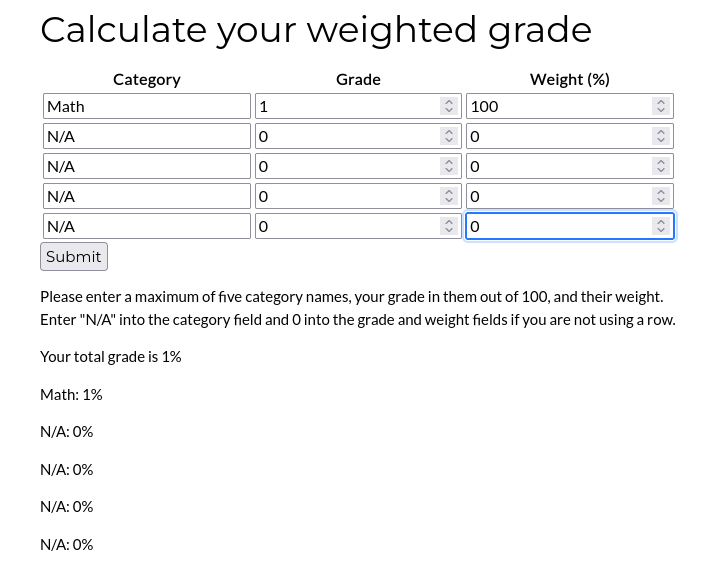 Calculate your weighted grade
Category Grade Weight (%)
Math 1 100
N/A 0 0
N/A 0 0
N/A 0 0
N/A 0 0
Submit
Please enter a maximum of five category names, your grade in them out of 100, and their weight.
Enter "N/A" into the category field and 0 into the grade and weight fields if you are not using a row.
Your total grade is 1%
Math: 1%
N/A: 0%
N/A: 0%
N/A: 0%
N/A: 0%